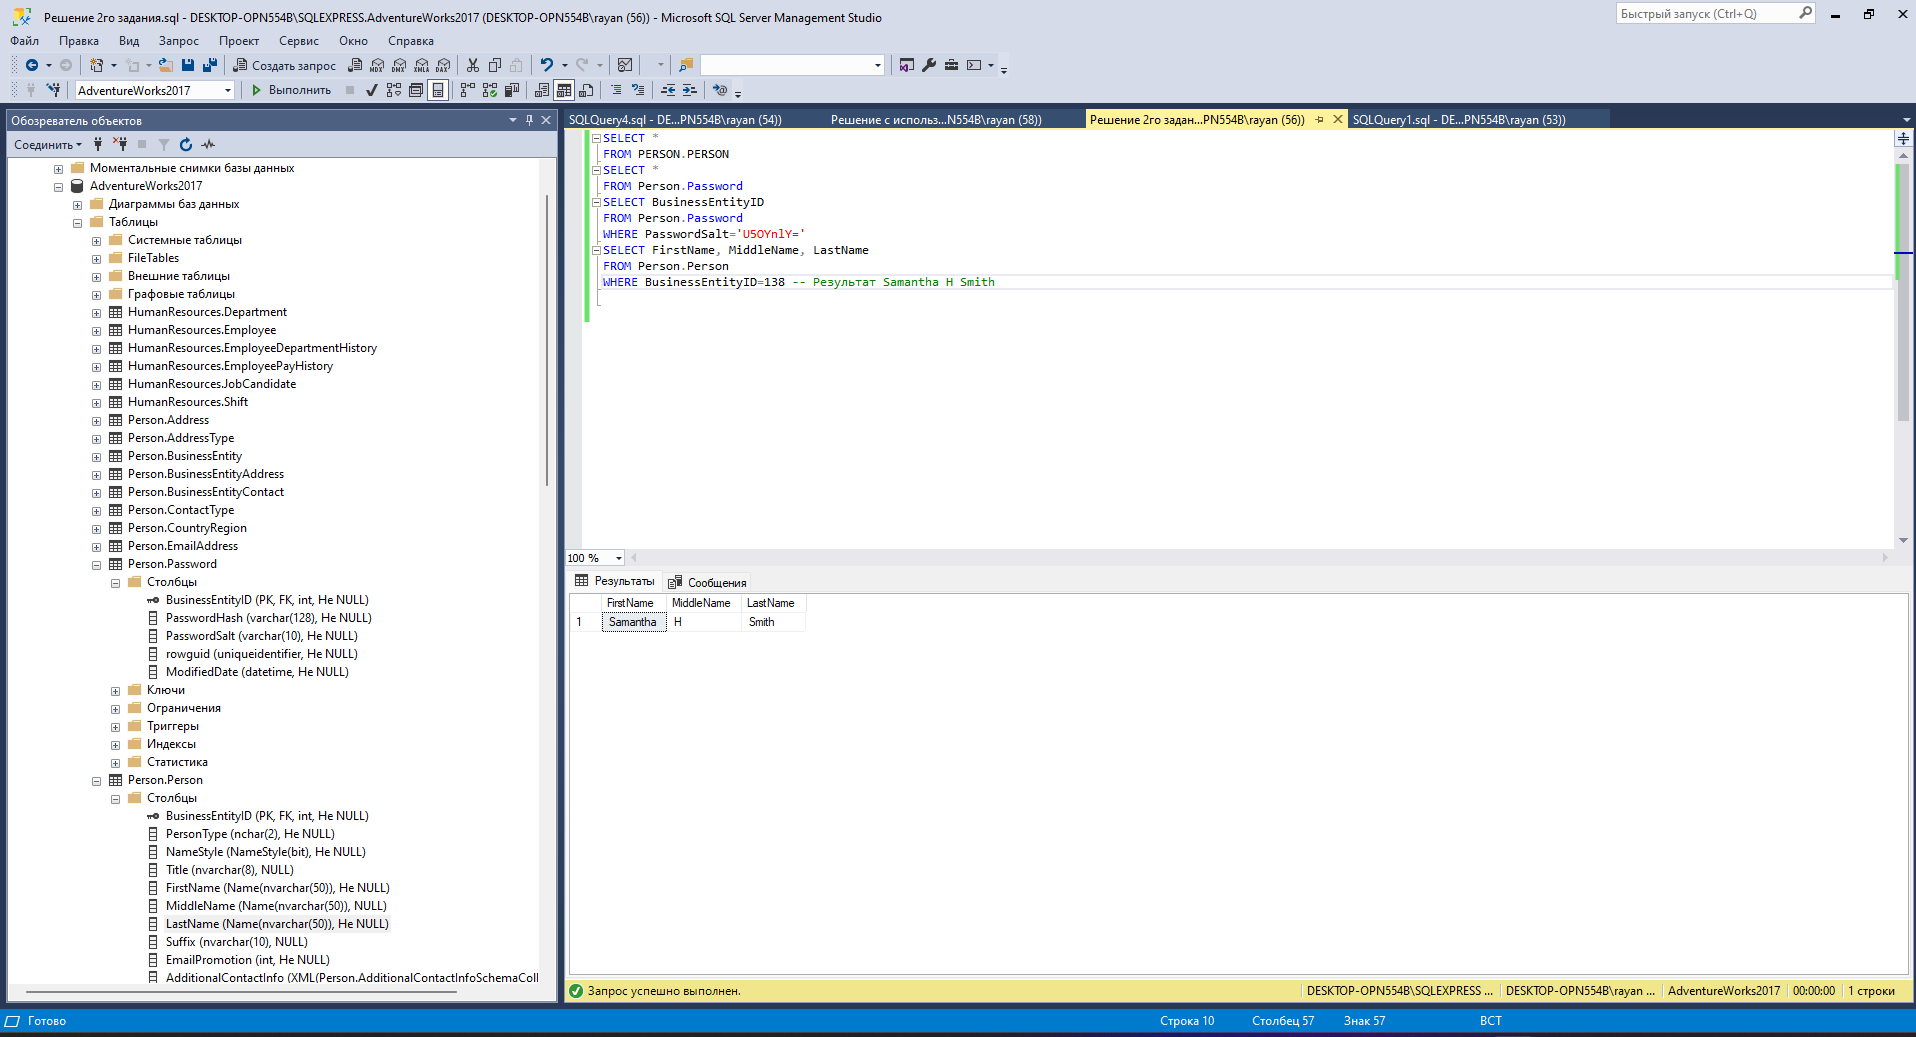 Решение 2го задания.sql - DESKTOP-OPN554B\SQLEXPRESS.AdventureWorks2017 (DESKTOP-OPN554B\rayan (56)) - Microsoft SQL Server Management Studio
Быстрый запуск (Ctrl+Q)
Файл Правка Вид Запрос Проект Сервис Окно Справка
Создать запрос MDX DMX XMLA DAX
AdventureWorks2017 Выполнить
Обозреватель объектов
Соединить
Моментальные снимки базы данных
AdventureWorks2017
Диаграммы баз данных
Таблицы
Системные таблицы
FileTables
Внешние таблицы
Графовые таблицы
HumanResources.Department
HumanResources.Employee
HumanResources.EmployeeDepartmentHistory
HumanResources.EmployeePayHistory
HumanResources.JobCandidate
HumanResources.Shift
Person.Address
Person.AddressType
Person.BusinessEntity
Person.BusinessEntityAddress
Person.BusinessEntityContact
Person.ContactType
Person.CountryRegion
Person.EmailAddress
Person.Password
Столбцы
BusinessEntityID (PK, FK, int, Не NULL)
PasswordHash (varchar(128), Не NULL)
PasswordSalt (varchar(10), Не NULL)
rowguid (uniqueidentifier, Не NULL)
ModifiedDate (datetime, Не NULL)
Ключи
Ограничения
Триггеры
Индексы
Статистика
Person.Person
Столбцы
BusinessEntityID (PK, FK, int, Не NULL)
PersonType (nchar(2), Не NULL)
NameStyle (NameStyle(bit), Не NULL)
Title (nvarchar(8), NULL)
FirstName (Name(nvarchar(50)), Не NULL)
MiddleName (Name(nvarchar(50)), NULL)
LastName (Name(nvarchar(50)), Не NULL)
Suffix (nvarchar(10), NULL)
EmailPromotion (int, Не NULL)
AdditionalContactInfo (XML(Person.AdditionalContactInfoSchemaColl
SQLQuery4.sql - DE...PN554B\rayan (54)) Решение с использ...N554B\rayan (58)) Решение 2го задан...PN554B\rayan (56)) SQLQuery1.sql - DE...PN554B\rayan (53))
SELECT *
FROM PERSON.PERSON
SELECT *
FROM Person.Password
SELECT BusinessEntityID
FROM Person.Password
WHERE PasswordSalt='U5OYnlY='
SELECT FirstName, MiddleName, LastName
FROM Person.Person
WHERE BusinessEntityID=138 -- Результат Samantha H Smith
100 %
Результаты Сообщения
FirstName MiddleName LastName
1 Samantha H Smith
Запрос успешно выполнен. DESKTOP-OPN554B\SQLEXPRESS ... DESKTOP-OPN554B\rayan ... AdventureWorks2017 00:00:00 1 строки
Готово Строка 10 Столбец 57 Знак 57 ВСТ